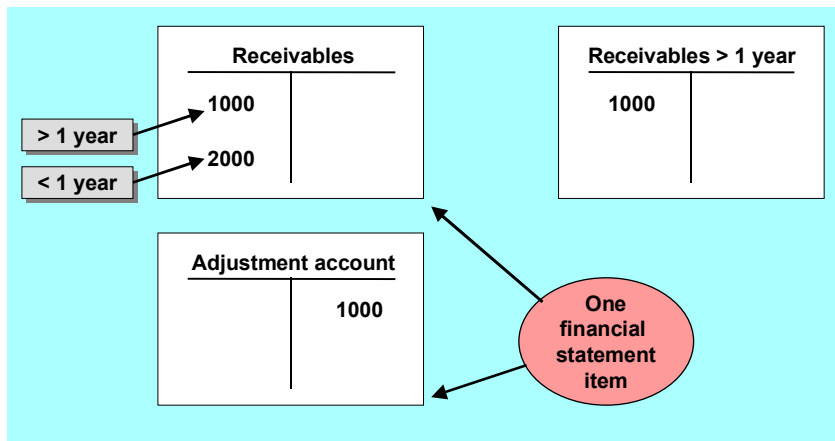 Receivables
1000
2000
> 1 year
< 1 year
Receivables > 1 year
1000
Adjustment account
1000
One
financial
statement
item